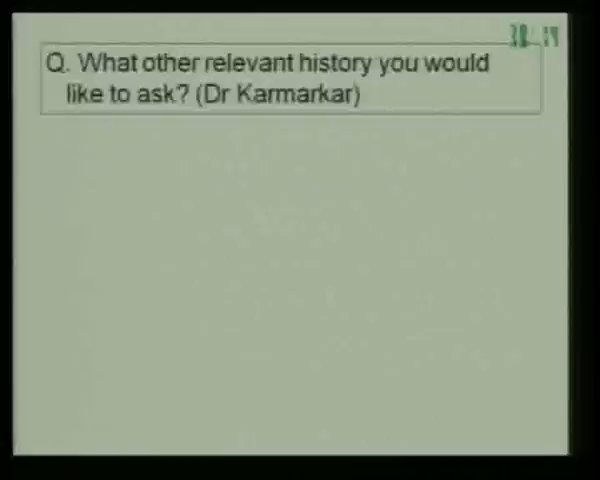 Q. What other relevant history you would
like to ask? (Dr Karmarkar)